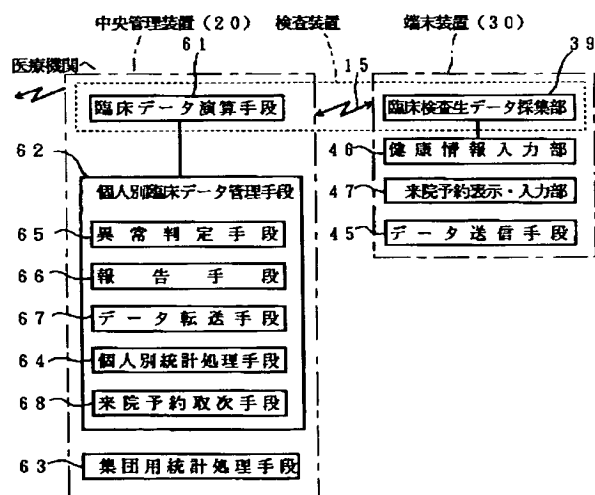 中央管理装置(20) 検査装置 端末装置(30)
61 15 39
医療機関へ
臨床データ演算手段 臨床検査生データ採集部
62 健康情報入力部 46
個人別臨床データ管理手段 来院予約表示・入力部 47
65 異常判定手段 データ送信手段 45
66 報告手段
67 データ転送手段
64 個人別統計処理手段
68 来院予約取次手段
63 集団用統計処理手段